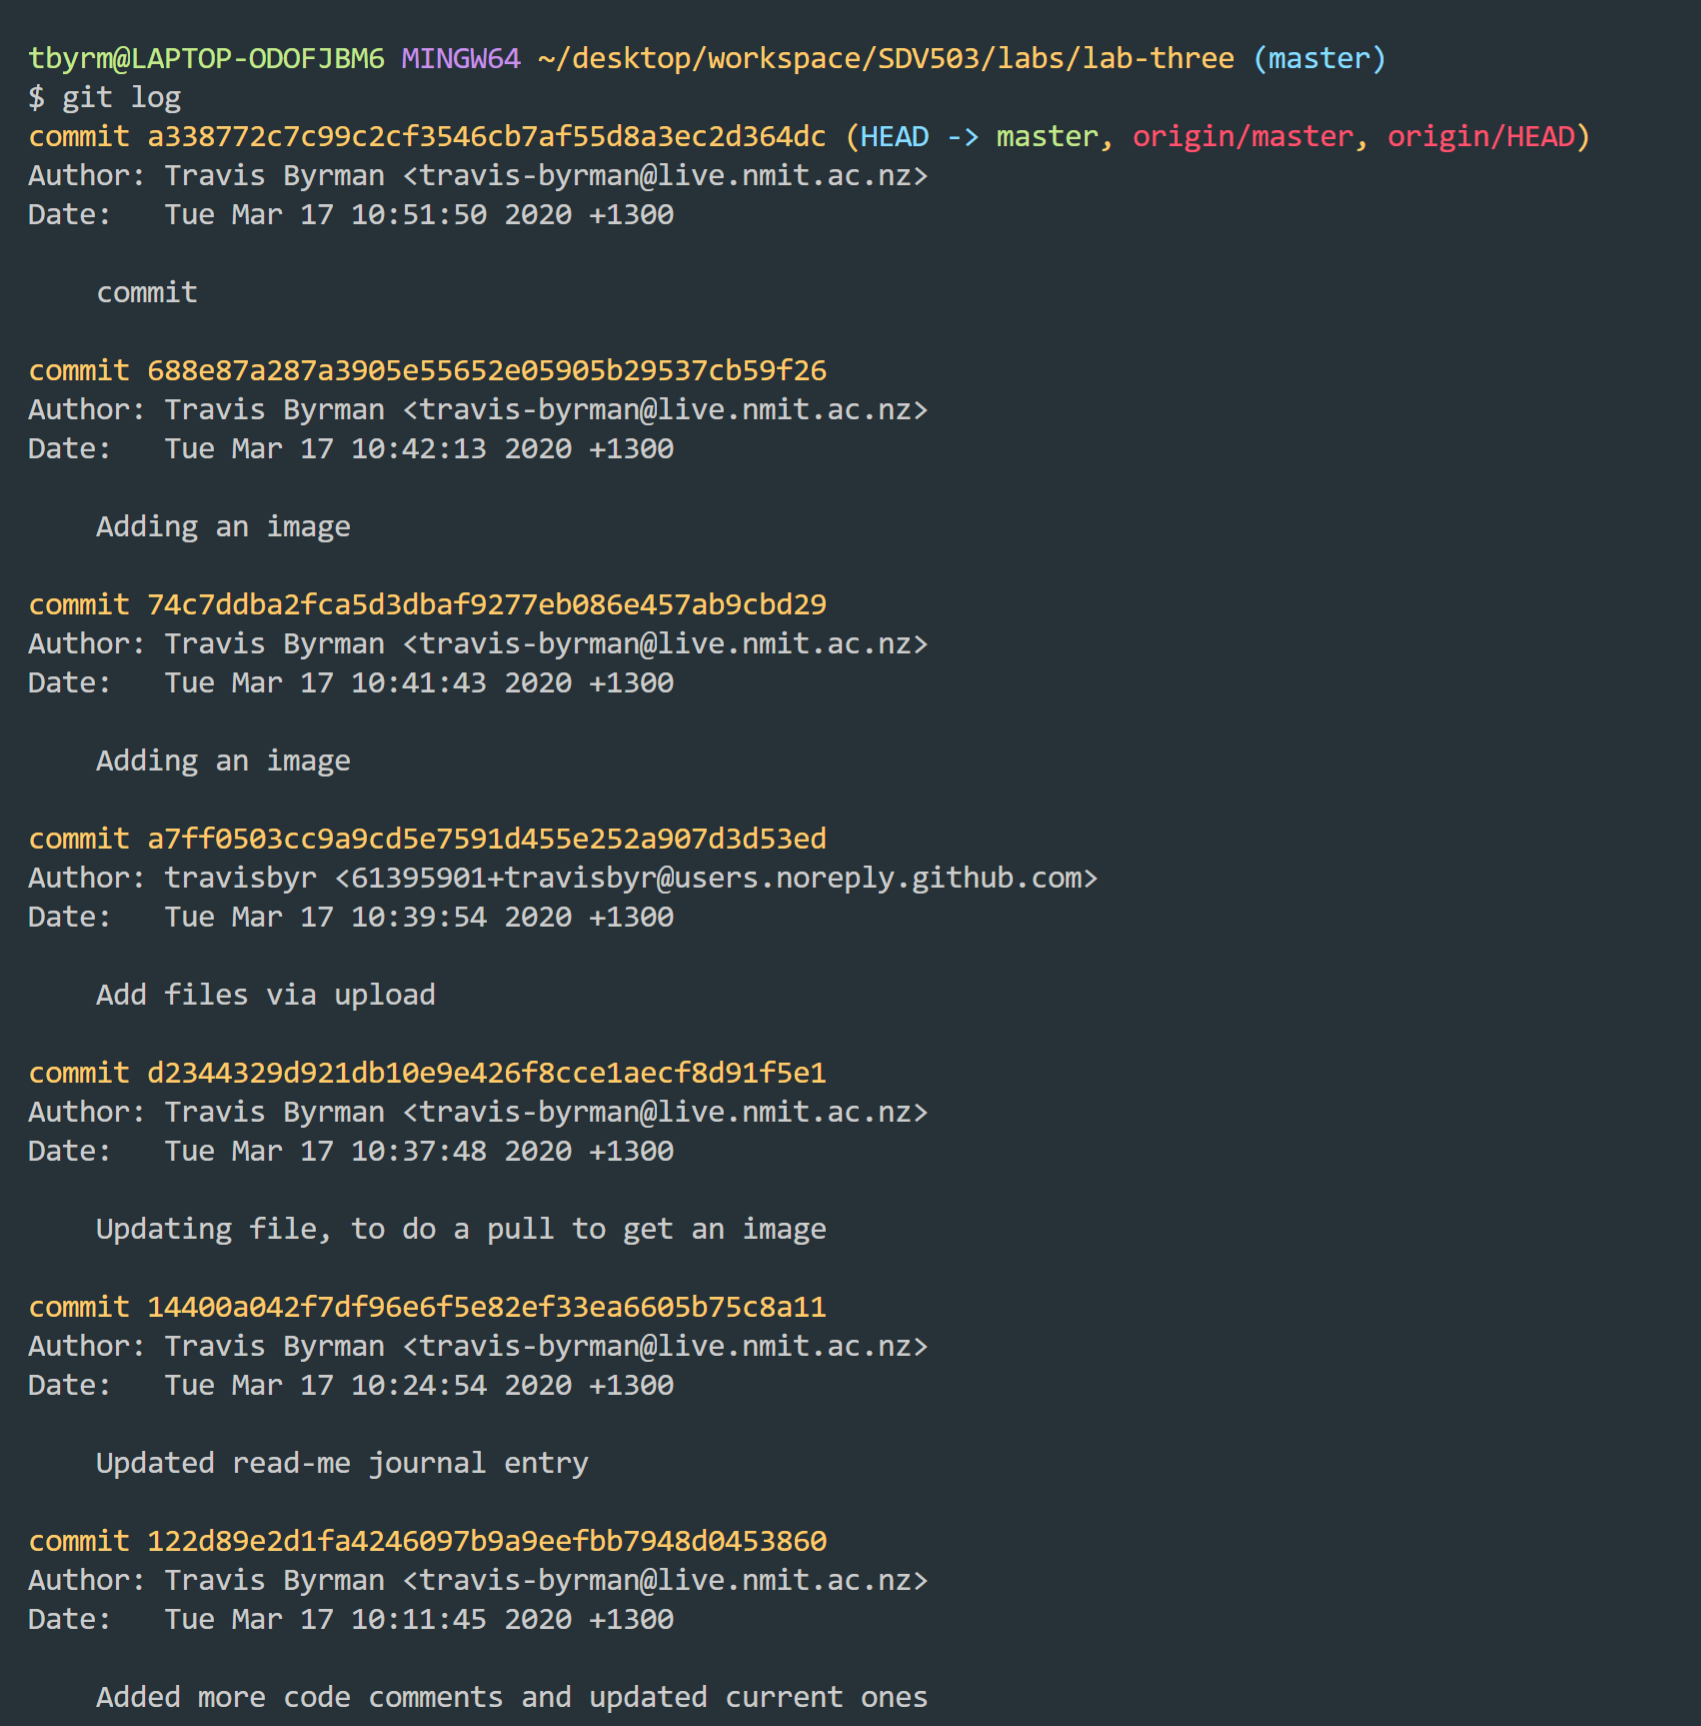 tbyrm@LAPTOP-ODOFJBM6 MINGW64 ~/desktop/workspace/SDV503/labs/lab-three (master)
$ git log
commit a338772c7c99c2cf3546cb7af55d8a3ec2d364dc (HEAD -> master, origin/master, origin/HEAD)
Author: Travis Byrman <travis-byrman@live.nmit.ac.nz>
Date:   Tue Mar 17 10:51:50 2020 +1300
    commit
commit 688e87a287a3905e55652e05905b29537cb59f26
Author: Travis Byrman <travis-byrman@live.nmit.ac.nz>
Date:   Tue Mar 17 10:42:13 2020 +1300
    Adding an image
commit 74c7ddba2fca5d3dbaf9277eb086e457ab9cbd29
Author: Travis Byrman <travis-byrman@live.nmit.ac.nz>
Date:   Tue Mar 17 10:41:43 2020 +1300
    Adding an image
commit a7ff0503cc9a9cd5e7591d455e252a907d3d53ed
Author: travisbyr <61395901+travisbyr@users.noreply.github.com>
Date:   Tue Mar 17 10:39:54 2020 +1300
    Add files via upload
commit d2344329d921db10e9e426f8cce1aecf8d91f5e1
Author: Travis Byrman <travis-byrman@live.nmit.ac.nz>
Date:   Tue Mar 17 10:37:48 2020 +1300
    Updating file, to do a pull to get an image
commit 14400a042f7df96e6f5e82ef33ea6605b75c8a11
Author: Travis Byrman <travis-byrman@live.nmit.ac.nz>
Date:   Tue Mar 17 10:24:54 2020 +1300
    Updated read-me journal entry
commit 122d89e2d1fa4246097b9a9eefbb7948d0453860
Author: Travis Byrman <travis-byrman@live.nmit.ac.nz>
Date:   Tue Mar 17 10:11:45 2020 +1300
    Added more code comments and updated current ones